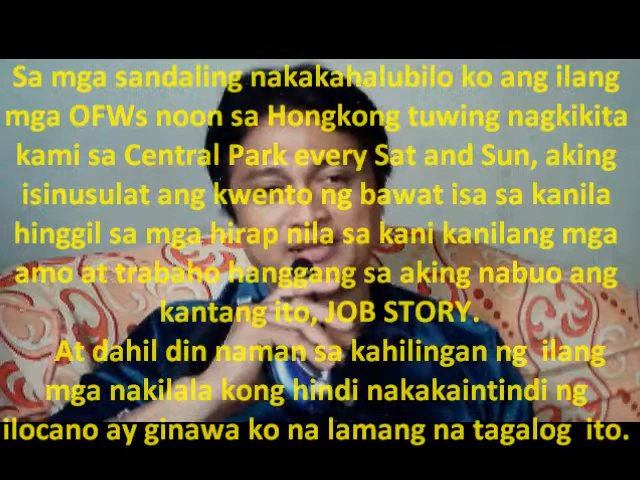 Sa mga sandaling nakakahalubilo ko ang ilang
mga OFWs noon sa Hongkong tuwing nagkikita
kami sa Central Park every Sat and Sun, aking
isinusulat ang kwento ng bawat isa sa kanila
hinggil sa mga hirap nila sa kani kanilang mga
amo at trabaho hanggang sa aking nabuo ang
kantang ito, JOB STORY.
At dahil din naman sa kahilingan ng ilang
mga nakilala kong hindi nakakaintindi ng
ilocano ay ginawa ko na lamang na tagalog ito.